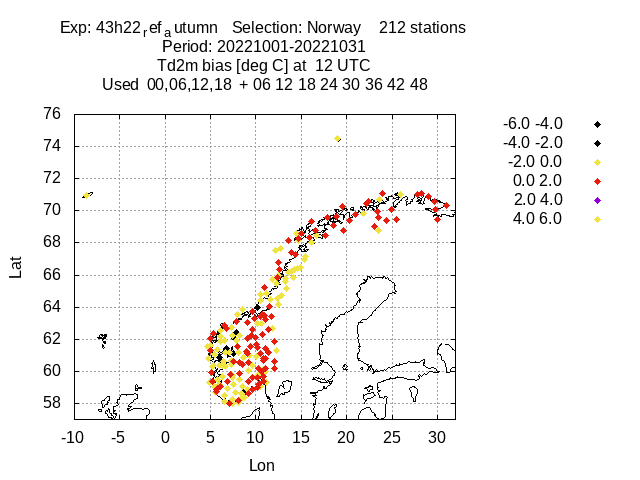 Exp: 43h22refautumn   Selection: Norway    212 stations
Period: 20221001-20221031
Td2m bias [deg C] at  12 UTC
Used  00,06,12,18  + 06 12 18 24 30 36 42 48
-6.0 -4.0
-4.0 -2.0
-2.0 0.0
0.0 2.0
2.0 4.0
4.0 6.0
76
74
72
70
68
66
64
62
60
58
Lat
-10 -5 0 5 10 15 20 25 30
Lon